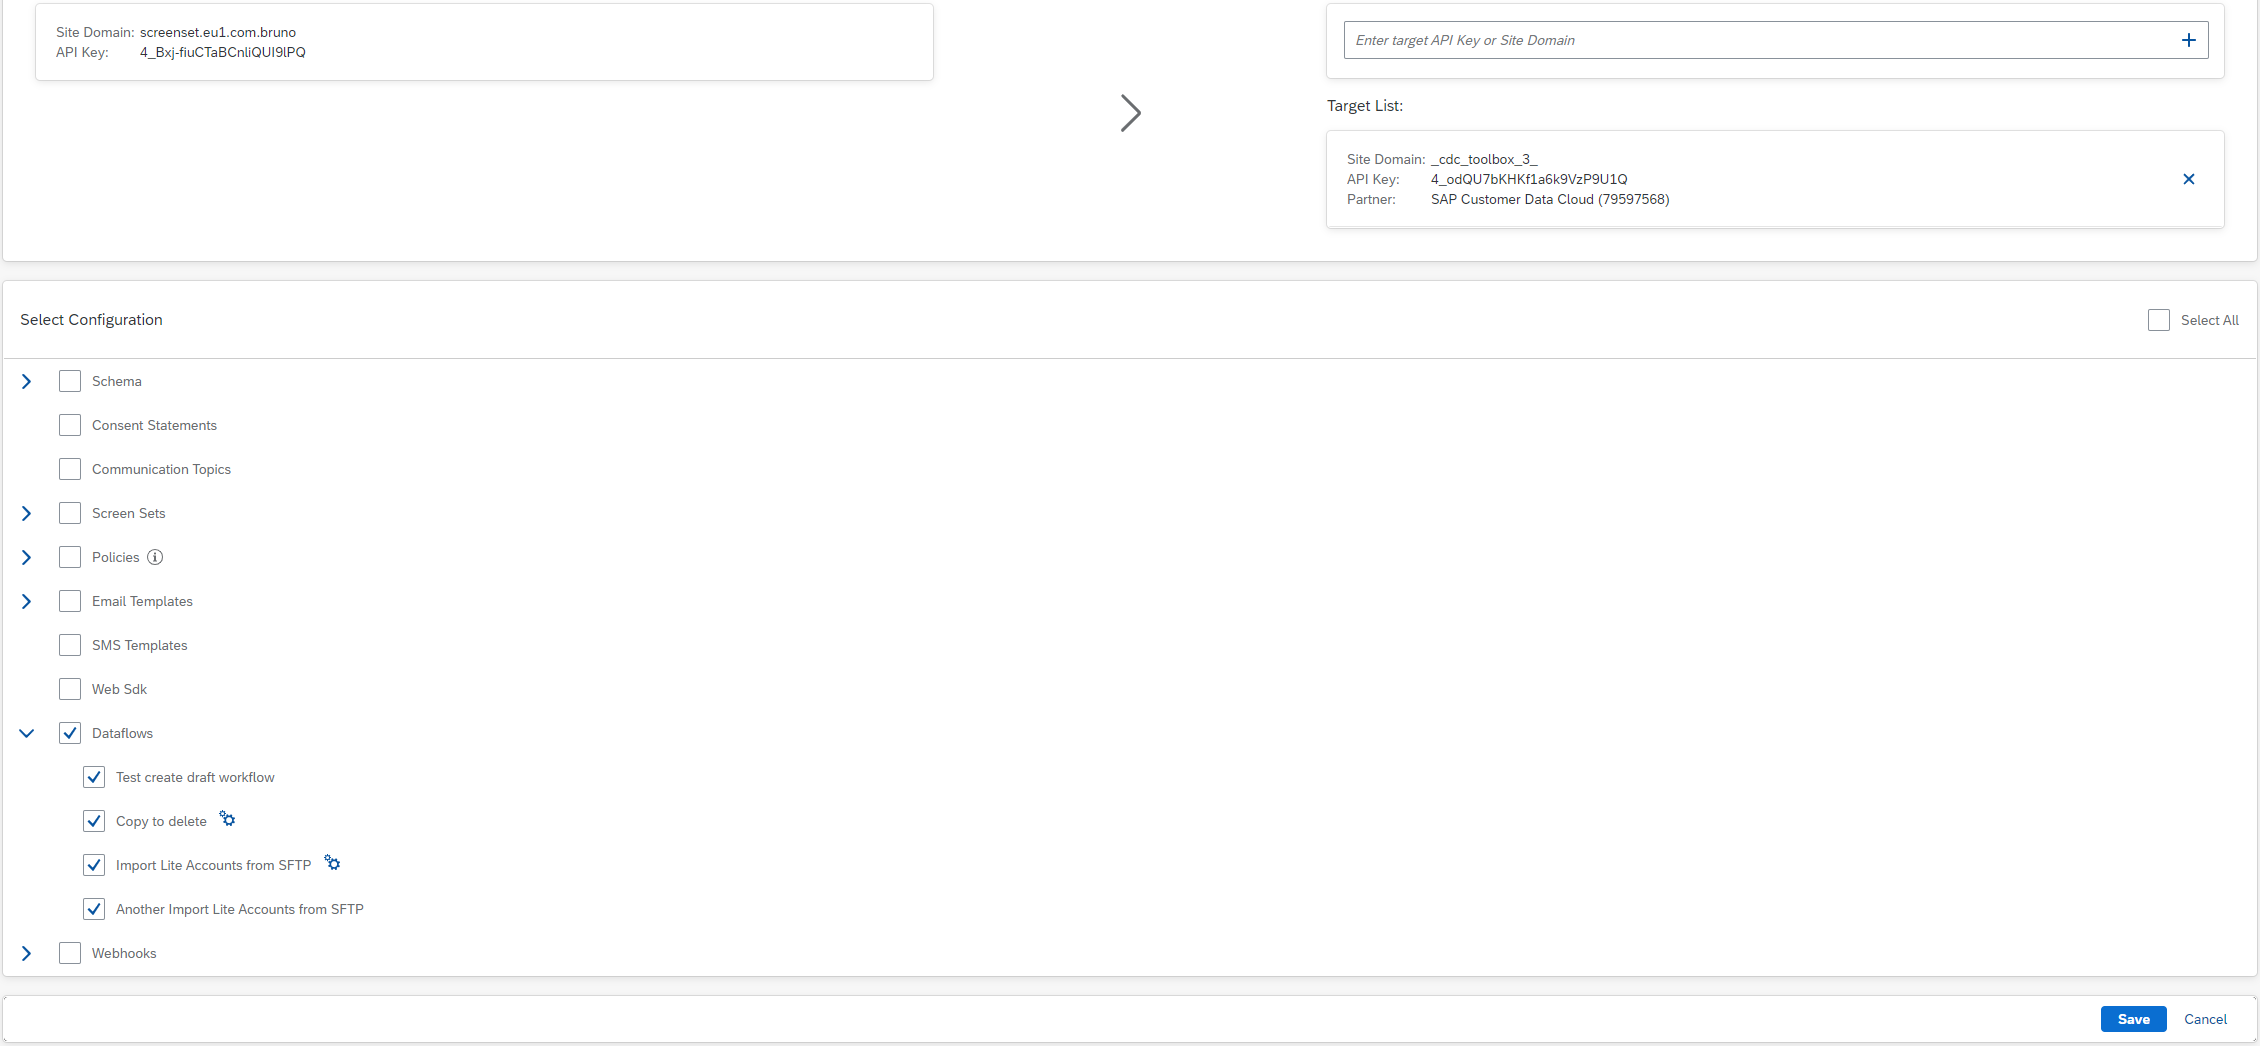 Site Domain: screenset.eu1.com.bruno
API Key: 4_Bxj-fiuCTaBCnliQUI9lPQ
Enter target API Key or Site Domain
Target List:
Site Domain: _cdc_toolbox_3_
API Key: 4_odQU7bKHKf1a6k9VzP9U1Q
Partner: SAP Customer Data Cloud (79597568)
Select Configuration
Select All
Schema
Consent Statements
Communication Topics
Screen Sets
Policies
Email Templates
SMS Templates
Web Sdk
Dataflows
Test create draft workflow
Copy to delete
Import Lite Accounts from SFTP
Another Import Lite Accounts from SFTP
Webhooks
Save Cancel